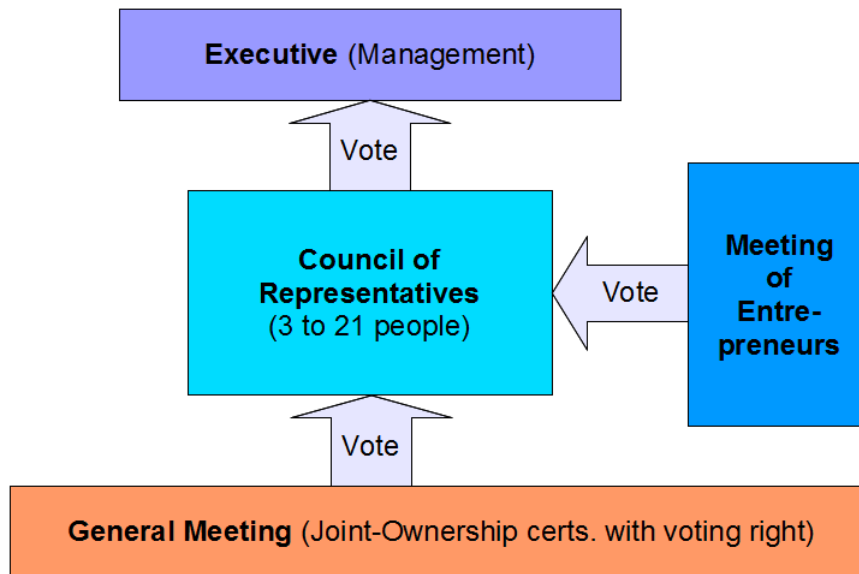 Executive (Management)
Vote
Council of
Representatives
(3 to 21 people)
Vote
Meeting
of
Entre-
preneurs
Vote
General Meeting (Joint-Ownership certs. with voting right)